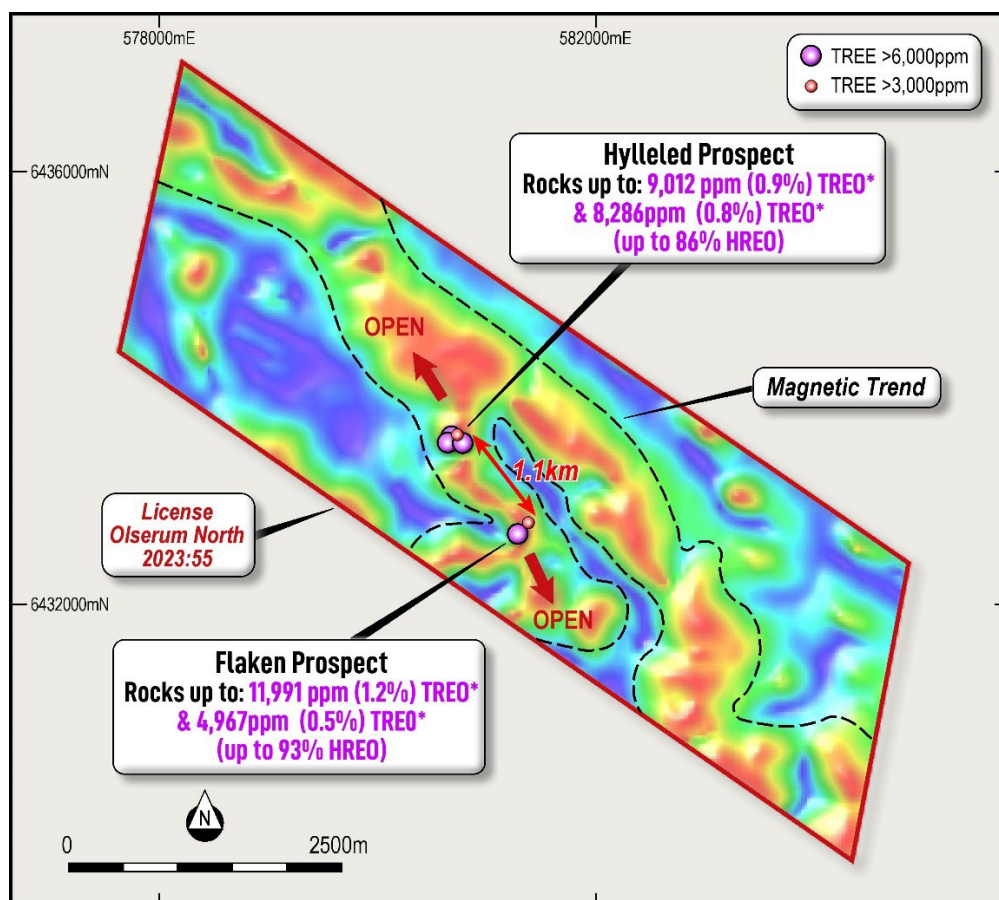 578000mE
582000mE
TREE >6,000ppm
TREE >3,000ppm
6436000mN
Hylleled Prospect
Rocks up to: 9,012 ppm (0.9%) TREO*
& 8,286ppm (0.8%) TREO*
(up to 86% HREO)
OPEN
Magnetic Trend
1.1km
License
Olserum North
2023:55
6432000mN
OPEN
Flaken Prospect
Rocks up to: 11,991 ppm (1.2%) TREO*
& 4,967ppm (0.5%) TREO*
(up to 93% HREO)
N
0 2500m